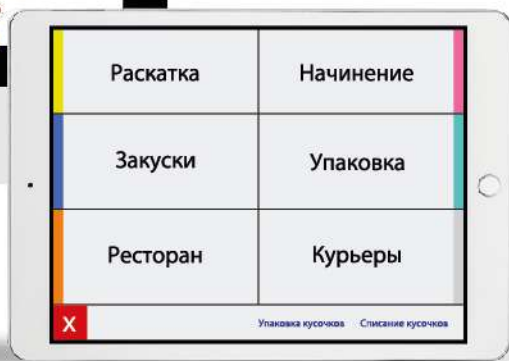 Раскатка Начинение
Закуски Упаковка
Ресторан Курьеры
X Упаковка кусочков Списание кусочков